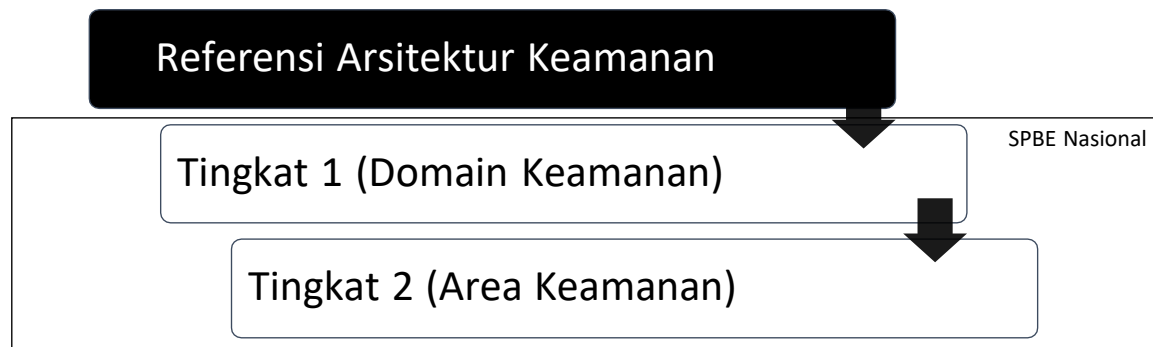 Referensi Arsitektur Keamanan
SPBE Nasional
Tingkat 1 (Domain Keamanan)
Tingkat 2 (Area Keamanan)